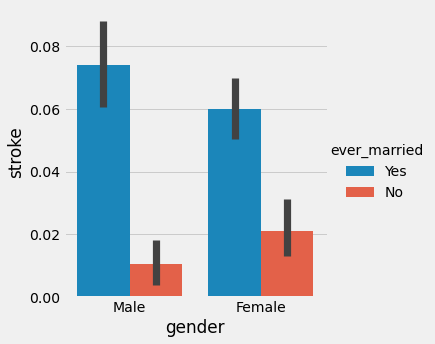 0.08
0.06
0.04
0.02
0.00
stroke
Male
Female
gender
ever_married
Yes
No